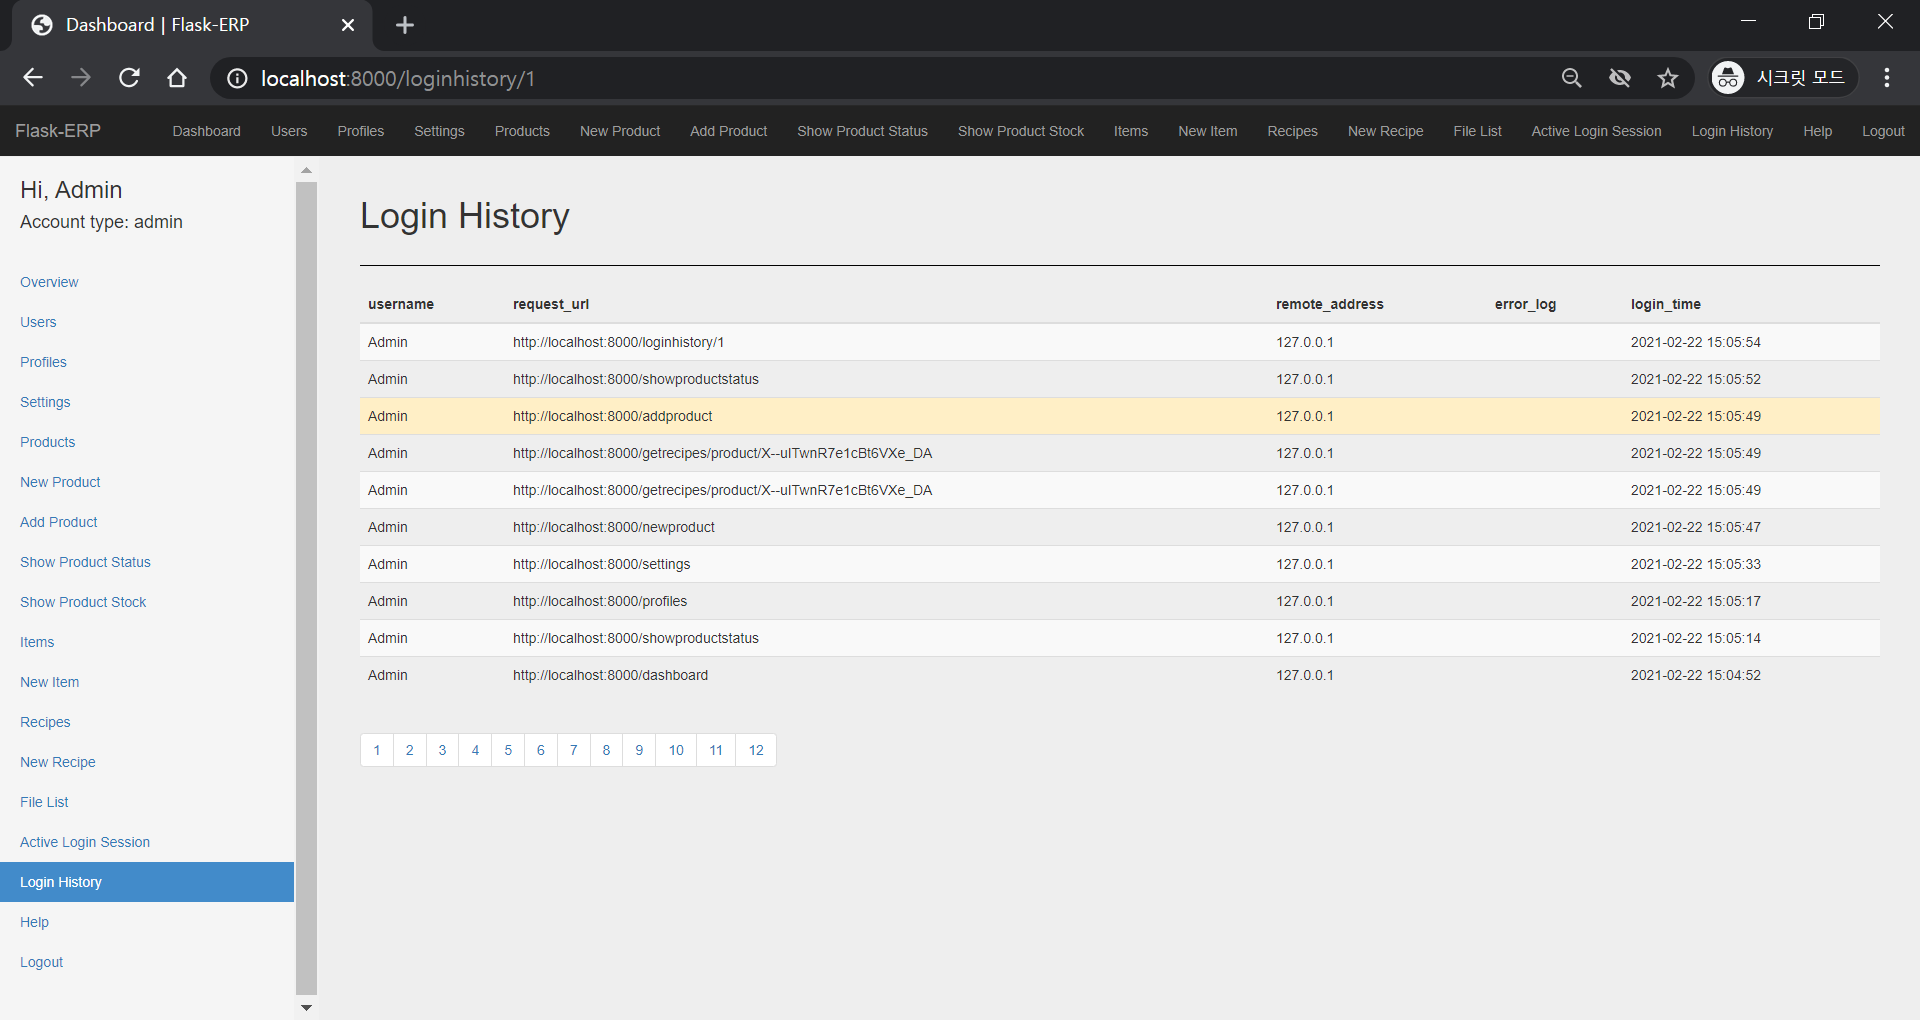 Dashboard | Flask-ERP
localhost:8000/loginhistory/1
시크릿 모드
Flask-ERP Dashboard Users Profiles Settings Products New Product Add Product Show Product Status Show Product Stock Items New Item Recipes New Recipe File List Active Login Session Login History Help Logout
Hi, Admin
Account type: admin
Overview
Users
Profiles
Settings
Products
New Product
Add Product
Show Product Status
Show Product Stock
Items
New Item
Recipes
New Recipe
File List
Active Login Session
Login History
Help
Logout
Login History
username request_url remote_address error_log login_time
Admin http://localhost:8000/loginhistory/1 127.0.0.1 2021-02-22 15:05:54
Admin http://localhost:8000/showproductstatus 127.0.0.1 2021-02-22 15:05:52
Admin http://localhost:8000/addproduct 127.0.0.1 2021-02-22 15:05:49
Admin http://localhost:8000/getrecipes/product/X--uITwnR7e1cBt6VXe_DA 127.0.0.1 2021-02-22 15:05:49
Admin http://localhost:8000/getrecipes/product/X--uITwnR7e1cBt6VXe_DA 127.0.0.1 2021-02-22 15:05:49
Admin http://localhost:8000/newproduct 127.0.0.1 2021-02-22 15:05:47
Admin http://localhost:8000/settings 127.0.0.1 2021-02-22 15:05:33
Admin http://localhost:8000/profiles 127.0.0.1 2021-02-22 15:05:17
Admin http://localhost:8000/showproductstatus 127.0.0.1 2021-02-22 15:05:14
Admin http://localhost:8000/dashboard 127.0.0.1 2021-02-22 15:04:52
1 2 3 4 5 6 7 8 9 10 11 12